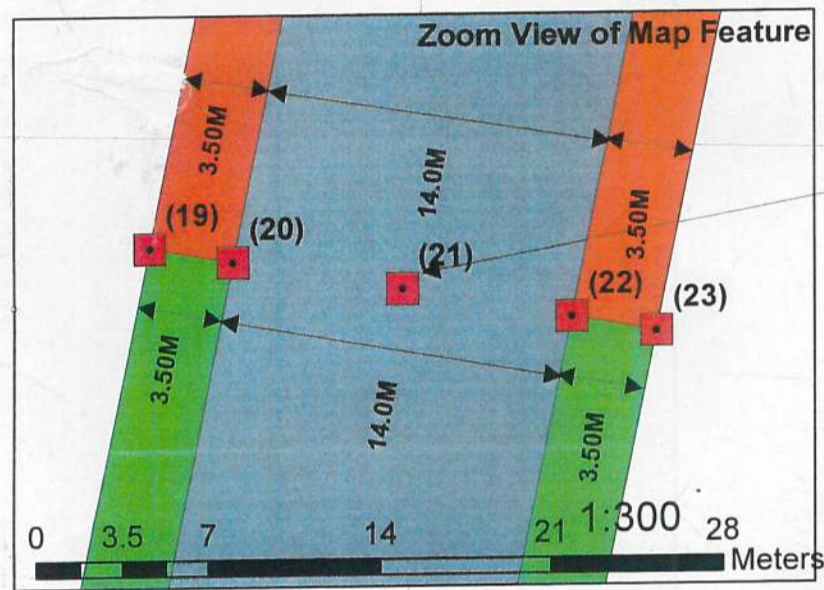 Zoom View of Map Feature
3.50M
14.0M
3.50M
(19)
(20)
(21)
(22)
(23)
3.50M
14.0M
3.50M
1:300
0 3.5 7 14 21 28
Meters